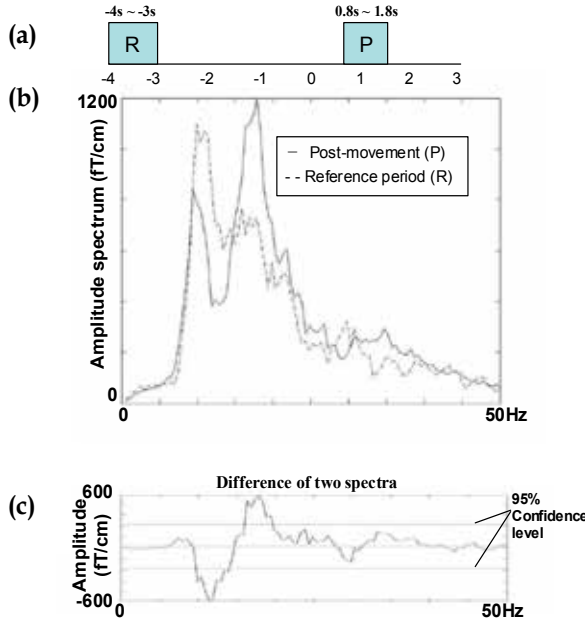 (a)
-4s ~ -3s
0.8s ~ 1.8s
R
P
-4 -3 -2 -1 0 1 2 3
(b)
1200
Amplitude spectrum (fT/cm)
Post-movement (P)
Reference period (R)
0
0
50Hz
(c)
Difference of two spectra
600
Amplitude
(fT/cm)
-600
0
50Hz
95%
Confidence
level